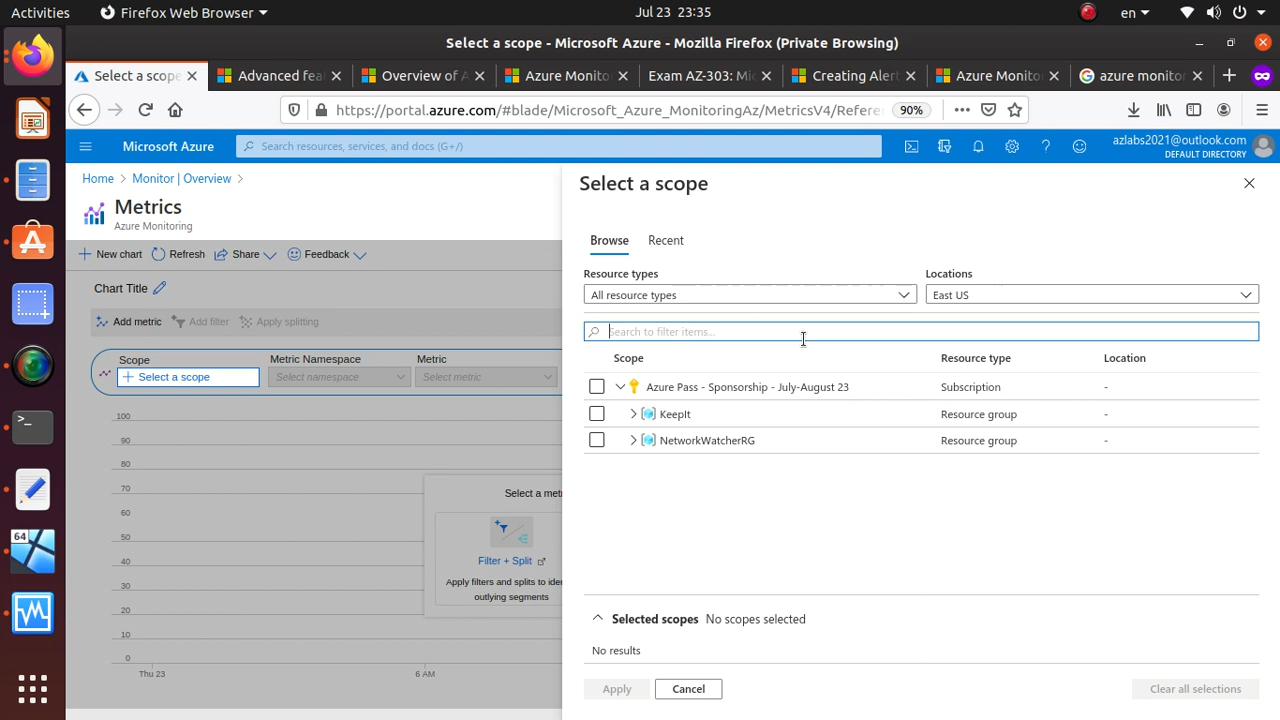 Activities
Firefox Web Browser
Jul 23 23:35
en
Select a scope - Microsoft Azure - Mozilla Firefox (Private Browsing)
Select a scope
Advanced fea
Overview of A
Azure Monito
Exam AZ-303: Mic
Creating Alert
Azure Monito
azure monitor
https://portal.azure.com/#blade/Microsoft_Azure_MonitoringAz/MetricsV4/Refere
90%
Microsoft Azure
Search resources, services, and docs (G+/)
azlabs2021@outlook.com
DEFAULT DIRECTORY
Home
Monitor | Overview
Metrics
Azure Monitoring
New chart
Refresh
Share
Feedback
Chart Title
Add metric
Add filter
Apply splitting
Scope
Metric Namespace
Metric
Select a scope
Select namespace
Select metric
100
90
80
70
60
50
40
30
20
10
0
Thu 23
6 AM
Select a met
Filter + Split
Apply filters and splits to ide
outlying segments
Select a scope
Browse
Recent
Resource types
Locations
All resource types
East US
Search to filter items...
Scope
Resource type
Location
Azure Pass - Sponsorship - July-August 23
Subscription
-
KeepIt
Resource group
-
NetworkWatcherRG
Resource group
-
Selected scopes
No scopes selected
No results
Apply
Cancel
Clear all selections
64